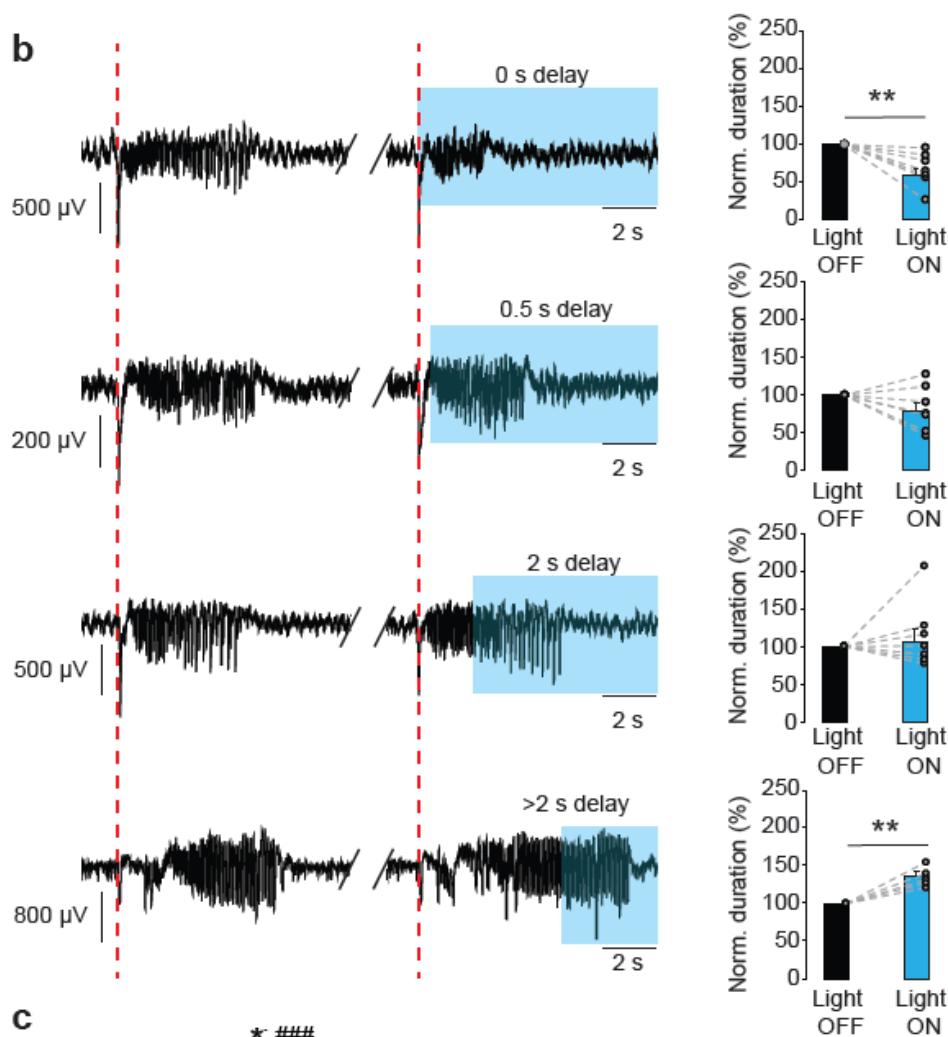 b
0 s delay
500 µV
2 s
Norm. duration (%)
250
200
150
100
50
0
**
Light OFF
Light ON
0.5 s delay
200 µV
2 s
Norm. duration (%)
250
200
150
100
50
0
Light OFF
Light ON
2 s delay
500 µV
2 s
Norm. duration (%)
250
200
150
100
50
0
Light OFF
Light ON
>2 s delay
800 µV
2 s
Norm. duration (%)
250
200
150
100
50
0
**
Light OFF
Light ON
c
* ###